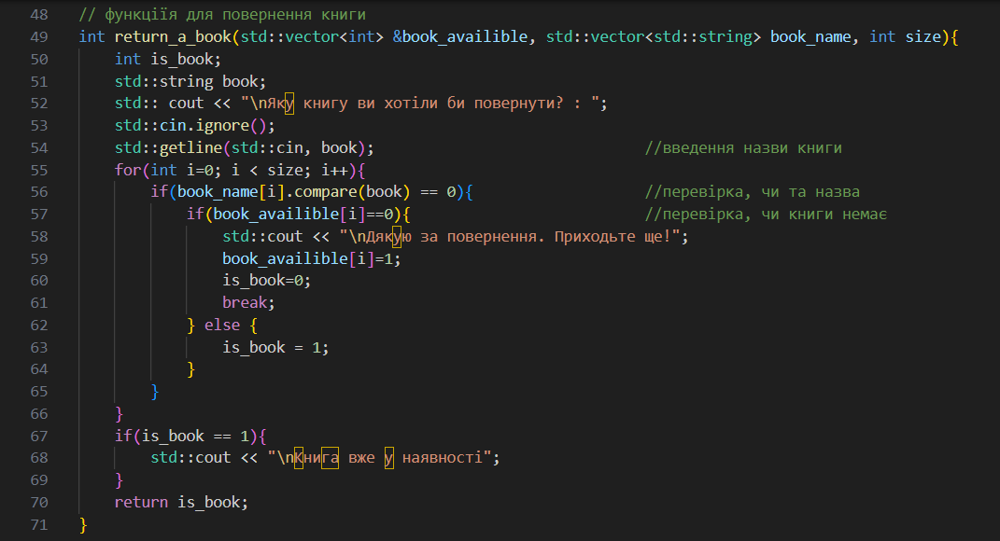 48 // функціїя для повернення книги
49 int return_a_book(std::vector<int> &book_availible, std::vector<std::string> book_name, int size){
50 int is_book;
51 std::string book;
52 std:: cout << "\nЯку книгу ви хотіли би повернути? : ";
53 std::cin.ignore();
54 std::getline(std::cin, book); //введення назви книги
55 for(int i=0; i < size; i++){
56 if(book_name[i].compare(book) == 0){ //перевірка, чи та назва
57 if(book_availible[i]==0){ //перевірка, чи книги немає
58 std::cout << "\nДякую за повернення. Приходьте ще!";
59 book_availible[i]=1;
60 is_book=0;
61 break;
62 } else {
63 is_book = 1;
64 }
65 }
66 }
67 if(is_book == 1){
68 std::cout << "\nКнига вже у наявності";
69 }
70 return is_book;
71 }